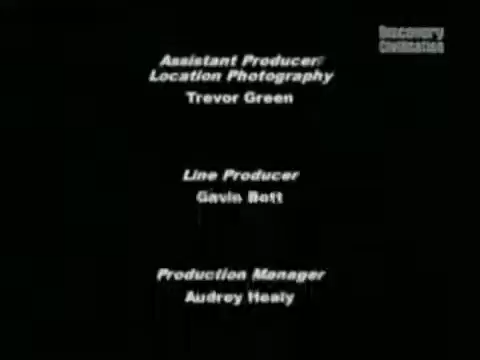 Discovery
Civilisation
Assistant Producer
Location Photography
Trevor Green
Line Producer
Gavin Bott
Production Manager
Audrey Healy